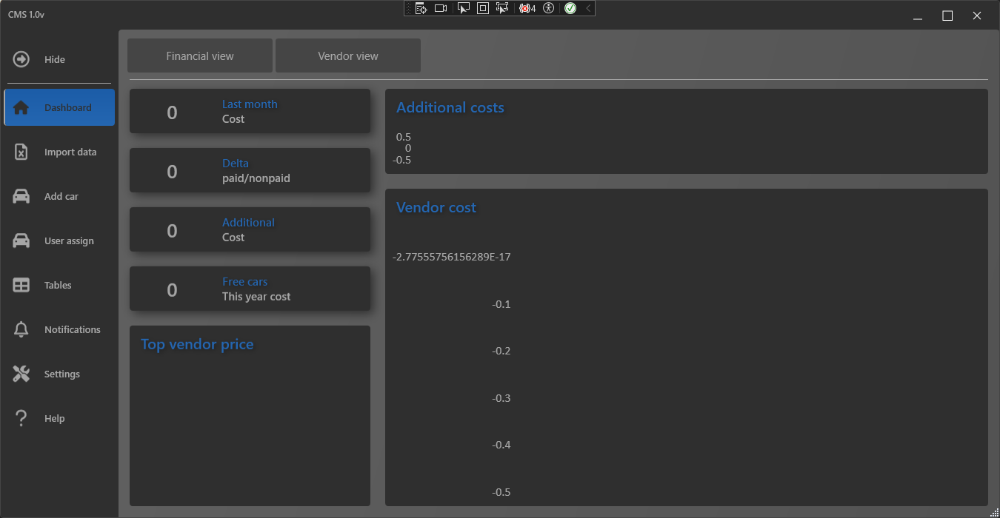 CMS 1.0v
4
Hide
Dashboard
Import data
Add car
User assign
Tables
Notifications
Settings
Help
Financial view
Vendor view
0
Last month
Cost
0
Delta
paid/nonpaid
0
Additional
Cost
0
Free cars
This year cost
Top vendor price
Additional costs
0.5
0
-0.5
Vendor cost
-2.77555756156289E-17
-0.1
-0.2
-0.3
-0.4
-0.5